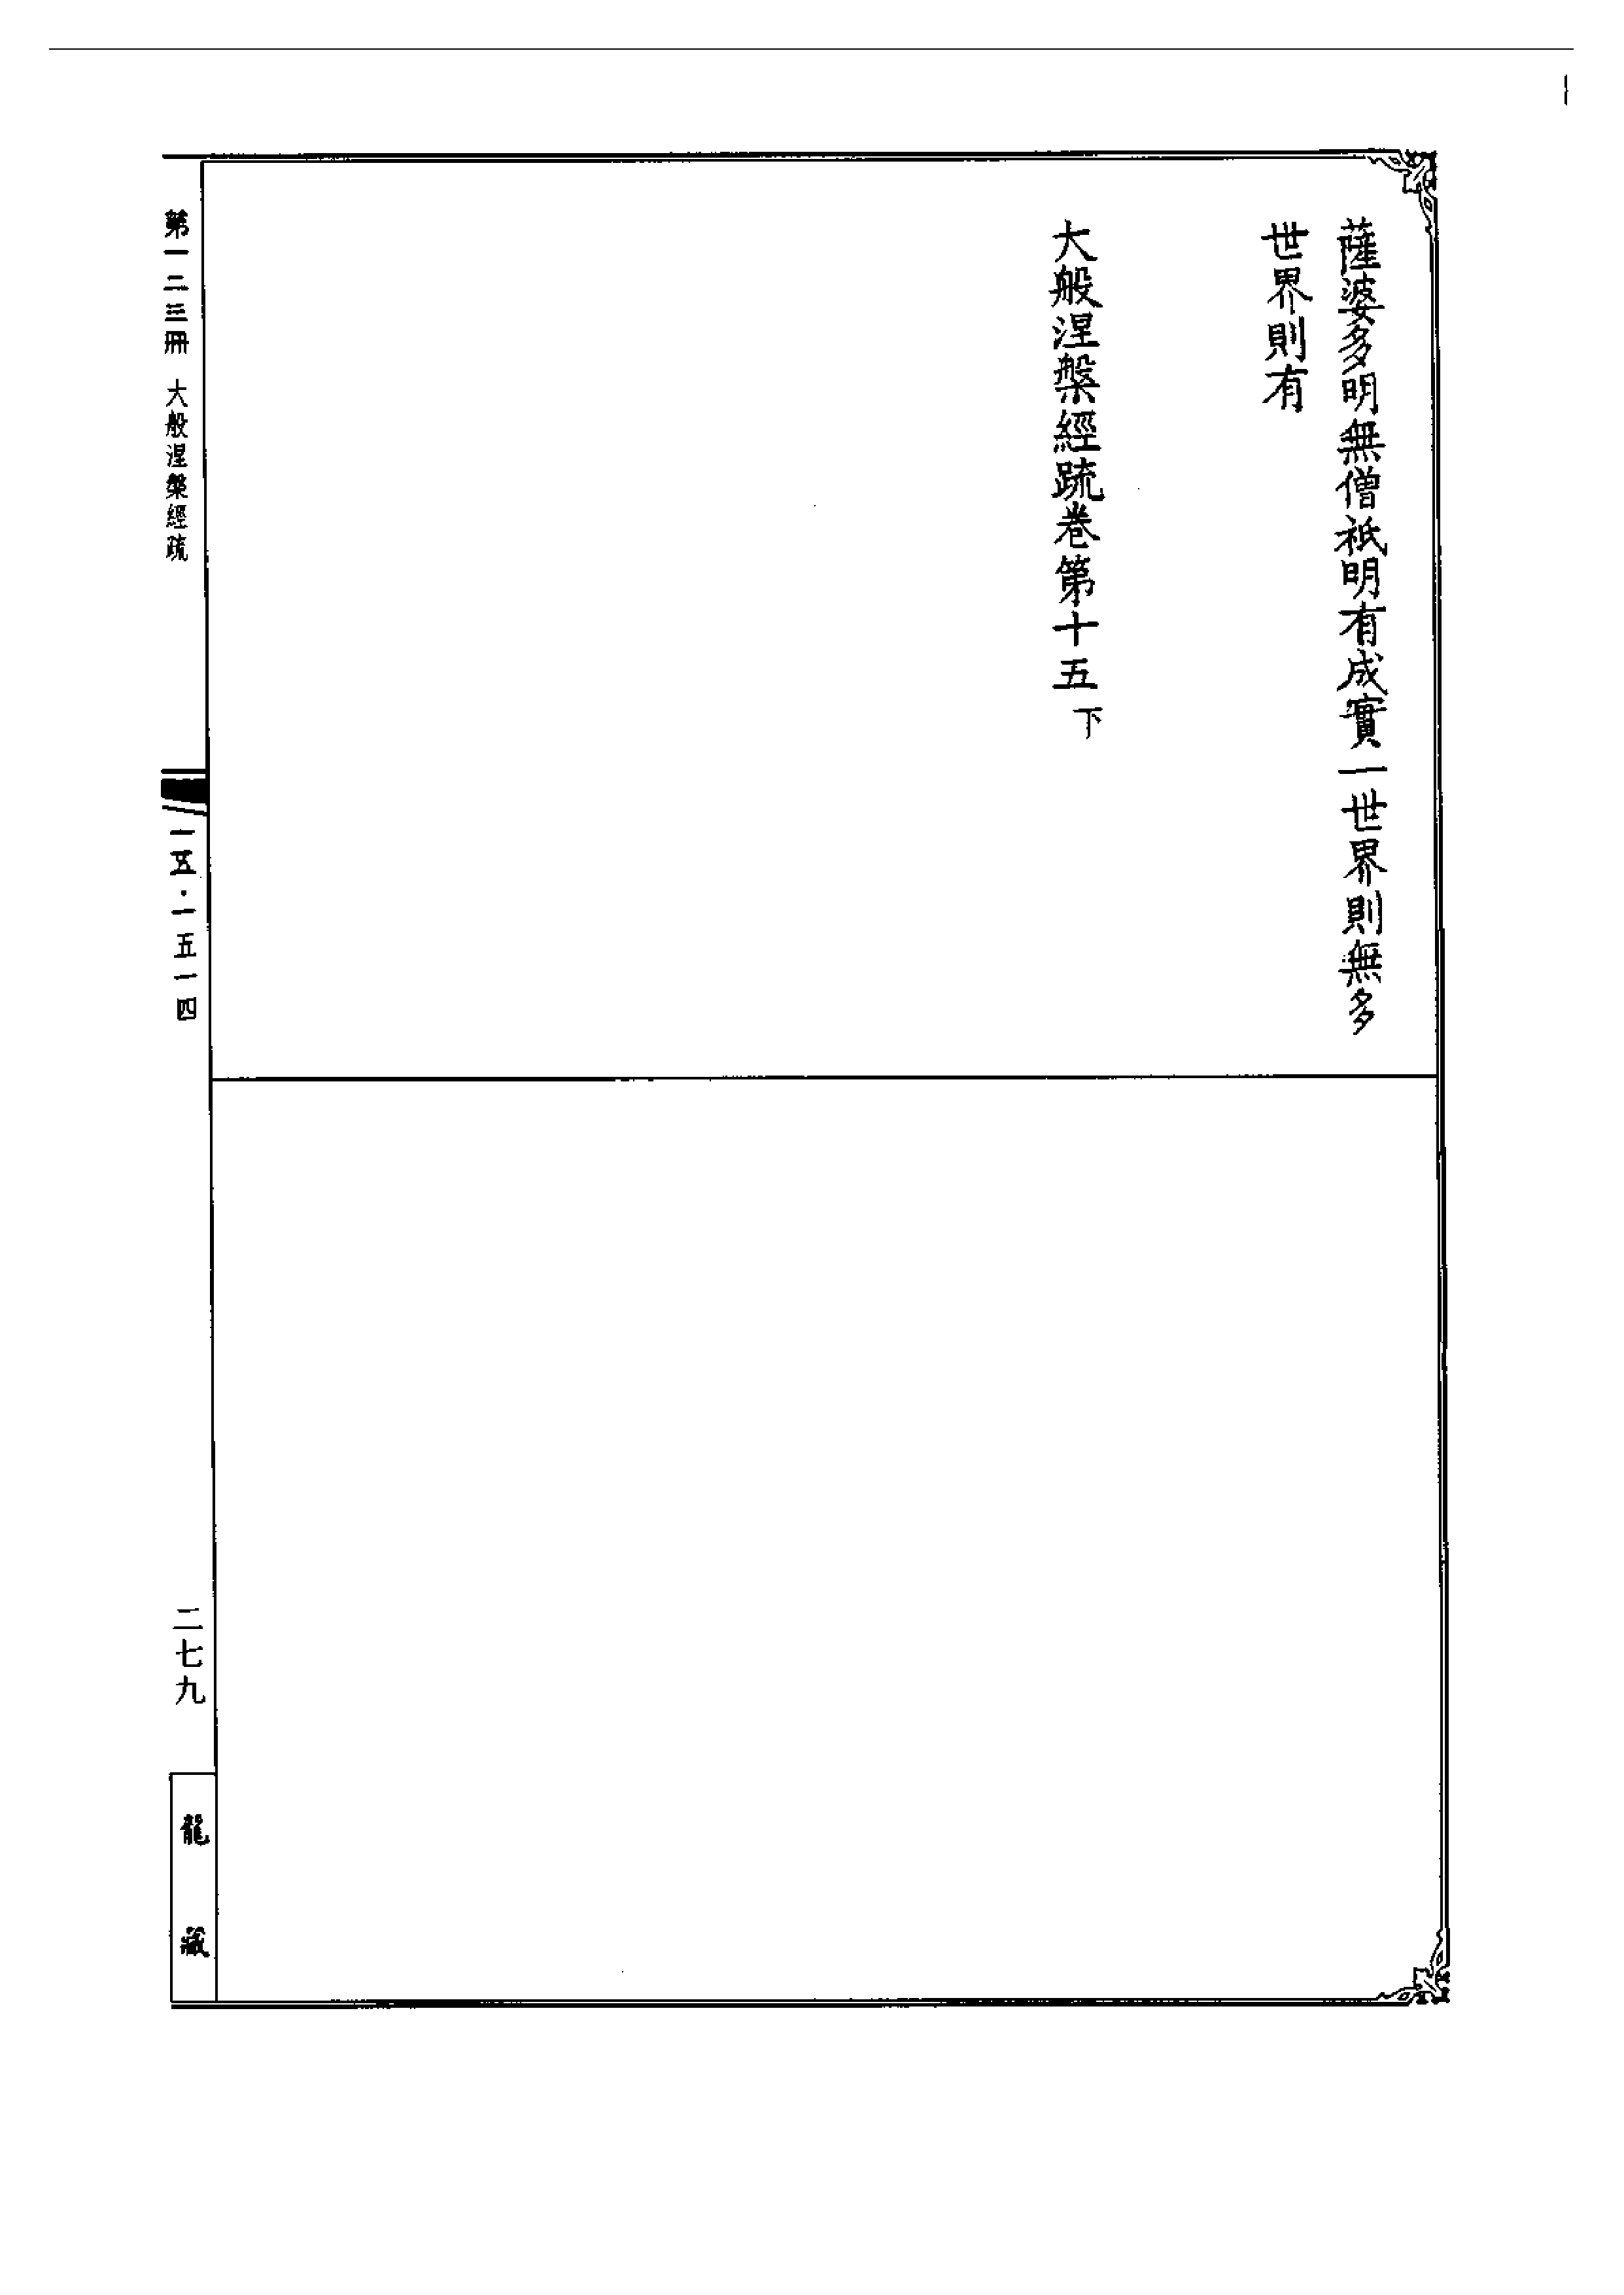 薩婆多明無僧祇明有成實一世界則無多
世界則有
大般涅槃經䟽卷第十五下
第一二三冊 大般涅槃經疏
一五·一五一四
二七九
龍藏